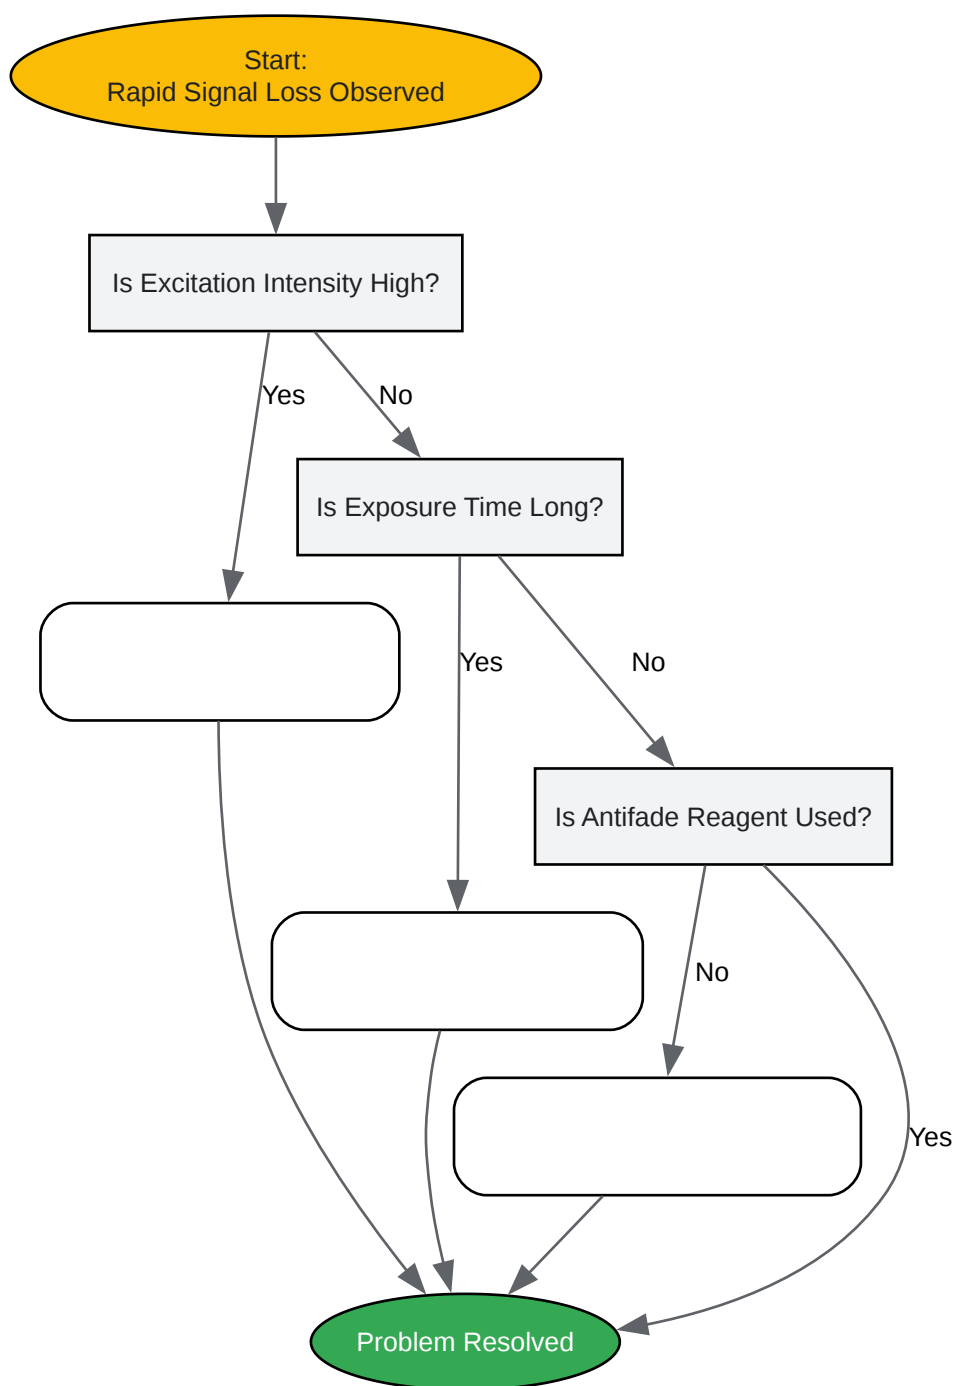 Start:
Rapid Signal Loss Observed
Is Excitation Intensity High?
Yes
No
Is Exposure Time Long?
Yes
No
Is Antifade Reagent Used?
No
Yes
Problem Resolved